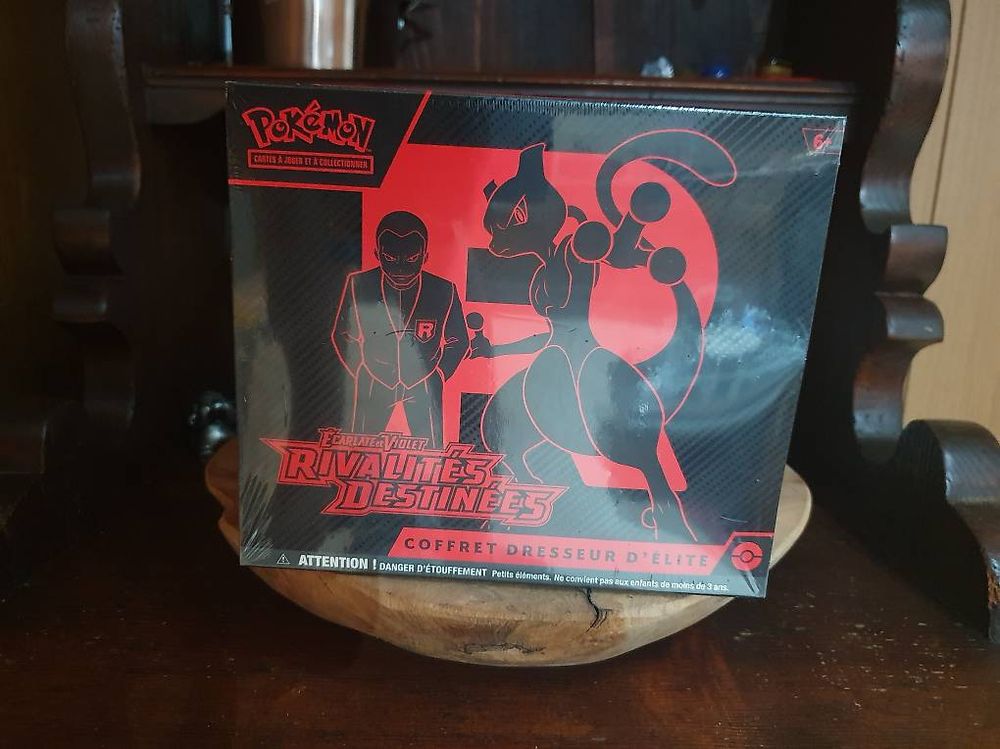 POKéMON
CARTES À JOUER ET À COLLECTIONNER
6+
R
ÉCARLATE ET VIOLET
RIVALITÉS
DESTINÉES
COFFRET DRESSEUR D'ÉLITE
ATTENTION ! DANGER D'ÉTOUFFEMENT Petits éléments. Ne convient pas aux enfants de moins de 3 ans.